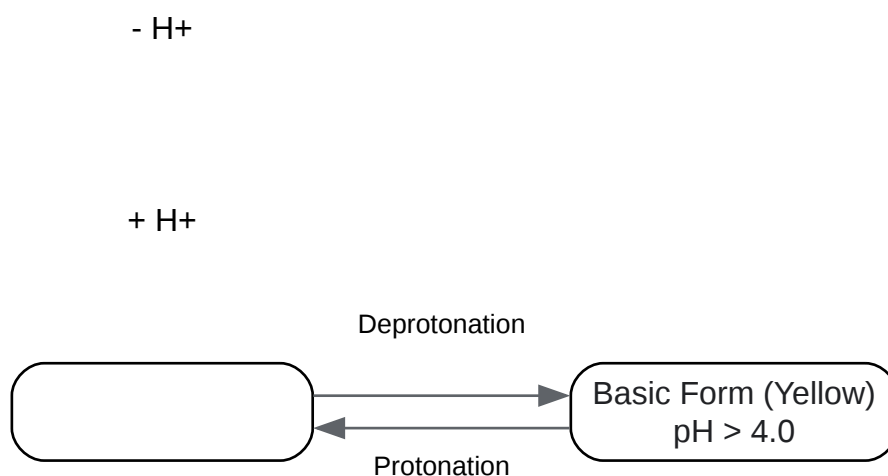 - H+
+ H+
Deprotonation
Basic Form (Yellow)
pH > 4.0
Protonation